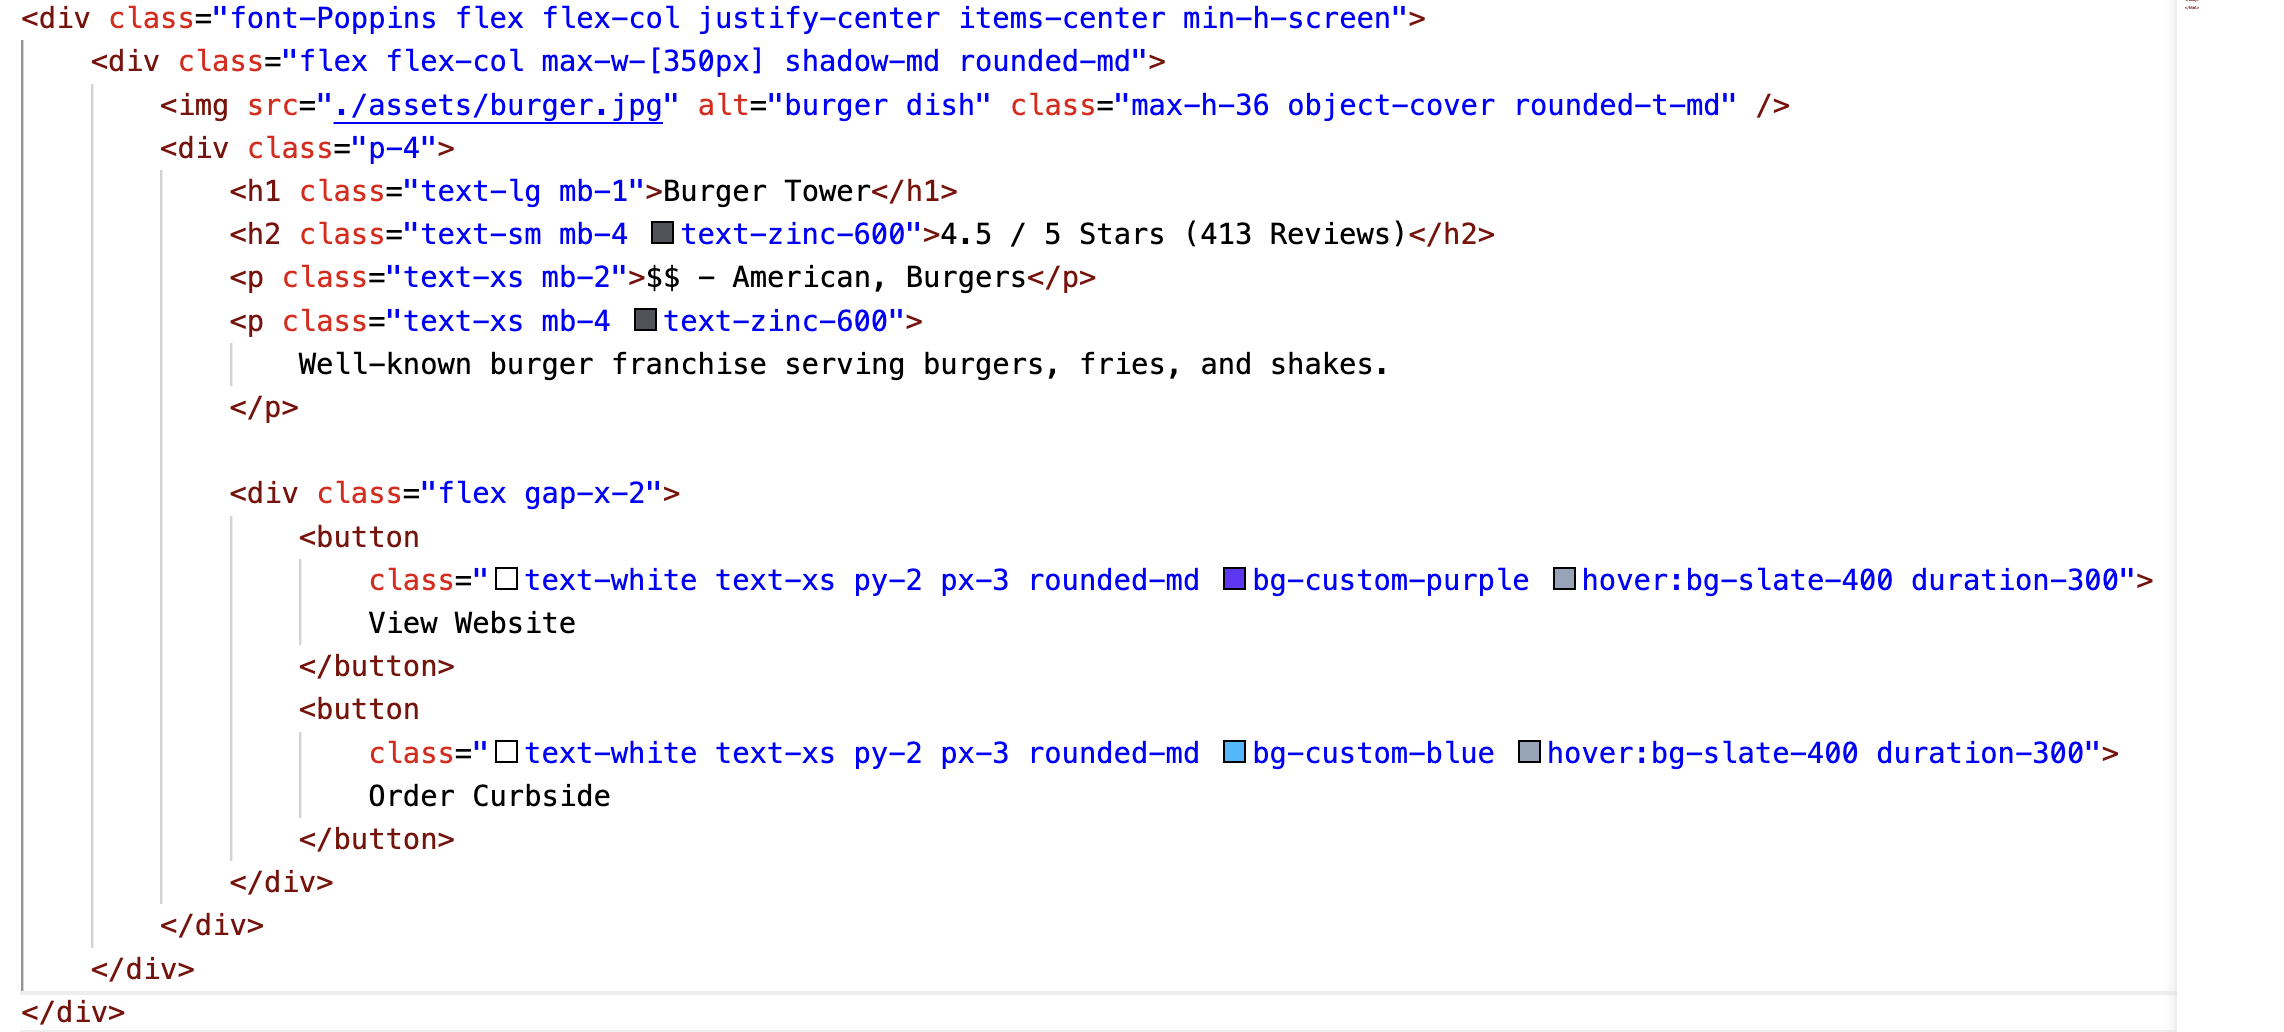 <div class="font-Poppins flex flex-col justify-center items-center min-h-screen">
    <div class="flex flex-col max-w-[350px] shadow-md rounded-md">
        <img src="./assets/burger.jpg" alt="burger dish" class="max-h-36 object-cover rounded-t-md" />
        <div class="p-4">
            <h1 class="text-lg mb-1">Burger Tower</h1>
            <h2 class="text-sm mb-4 text-zinc-600">4.5 / 5 Stars (413 Reviews)</h2>
            <p class="text-xs mb-2">$$ - American, Burgers</p>
            <p class="text-xs mb-4 text-zinc-600">
                Well-known burger franchise serving burgers, fries, and shakes.
            </p>

            <div class="flex gap-x-2">
                <button
                    class="text-white text-xs py-2 px-3 rounded-md bg-custom-purple hover:bg-slate-400 duration-300">
                    View Website
                </button>
                <button
                    class="text-white text-xs py-2 px-3 rounded-md bg-custom-blue hover:bg-slate-400 duration-300">
                    Order Curbside
                </button>
            </div>
        </div>
    </div>
</div>